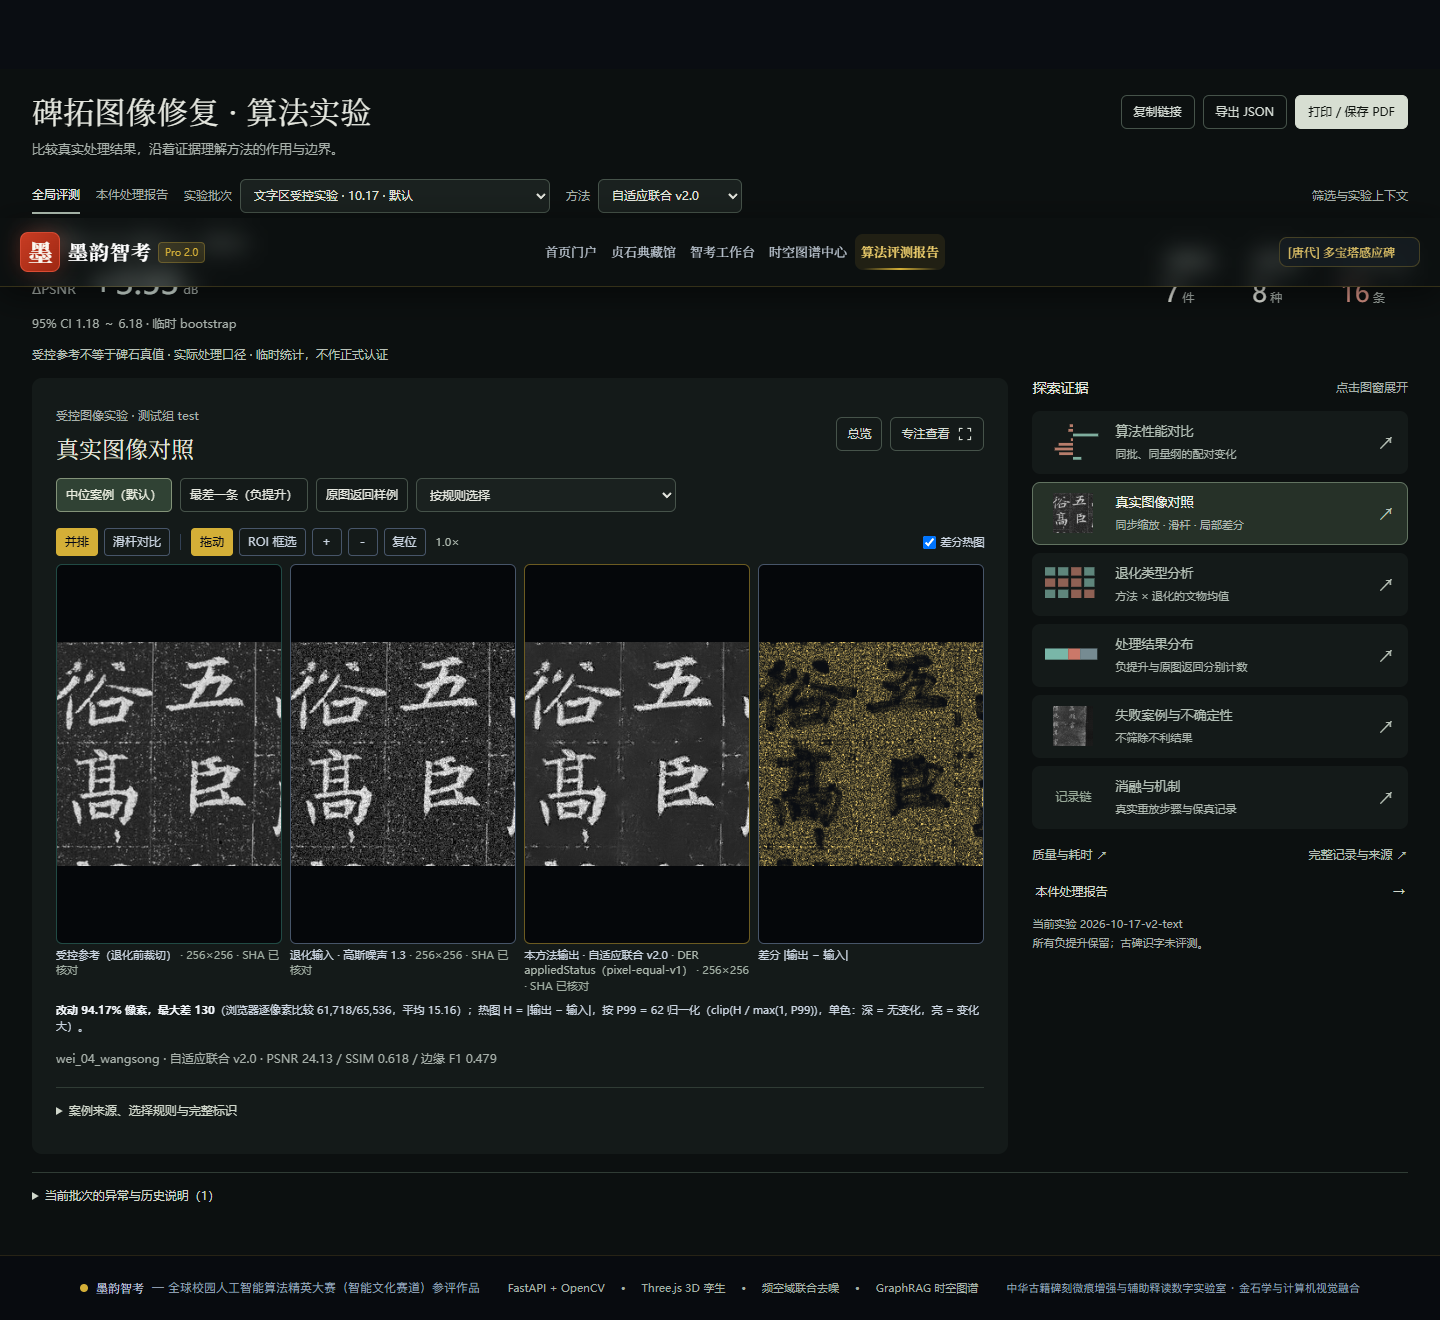 碑拓图像修复 · 算法实验
复制链接 导出 JSON 打印 / 保存 PDF
比较真实处理结果，沿着证据理解方法的作用与边界。
全局评测 本件处理报告 实验批次 文字区受控实验 · 10.17 · 默认 方法 自适应联合 v2.0 筛选与实验上下文
墨 墨韵智考 Pro 2.0 首页门户 贞石典藏馆 智考工作台 时空图谱中心 算法评测报告 [唐代] 多宝塔感应碑
ΔPSNR dB 7 件 8 种 16 条
95% CI 1.18 ~ 6.18 · 临时 bootstrap
受控参考不等于碑石真值 · 实际处理口径 · 临时统计，不作正式认证
受控图像实验 · 测试组 test
真实图像对照
总览 专注查看
中位案例（默认） 最差一条（负提升） 原图返回样例 按规则选择
并排 滑杆对比 拖动 ROI 框选 + - 复位 1.0× 差分热图
俗 五
高 臣
受控参考（退化前裁切） · 256×256 · SHA 已核对
退化输入 · 高斯噪声 1.3 · 256×256 · SHA 已核对
本方法输出 · 自适应联合 v2.0 · DER appliedStatus（pixel-equal-v1） · 256×256 · SHA 已核对
差分 |输出 − 输入|
改动 94.17% 像素，最大差 130（浏览器逐像素比较 61,718/65,536，平均 15.16）；热图 H = |输出 − 输入|，按 P99 = 62 归一化（clip(H / max(1, P99))，单色：深 = 无变化，亮 = 变化
大）。
wei_04_wangsong · 自适应联合 v2.0 · PSNR 24.13 / SSIM 0.618 / 边缘 F1 0.479
案例来源、选择规则与完整标识
探索证据 点击图窗展开
算法性能对比
同批、同量纲的配对变化
真实图像对照
同步缩放 · 滑杆 · 局部差分
退化类型分析
方法 × 退化的文物均值
处理结果分布
负提升与原图返回分别计数
失败案例与不确定性
不筛除不利结果
记录链 消融与机制
真实重放步骤与保真记录
质量与耗时 ↗ 完整记录与来源 ↗
本件处理报告 →
当前实验 2026-10-17-v2-text
所有负提升保留；古碑识字未评测。
当前批次的异常与历史说明（1）
墨韵智考 — 全球校园人工智能算法精英大赛（智能文化赛道）参评作品 FastAPI + OpenCV • Three.js 3D 孪生 • 频空域联合去噪 • GraphRAG 时空图谱 中华古籍碑刻微痕增强与辅助释读数字实验室 · 金石学与计算机视觉融合